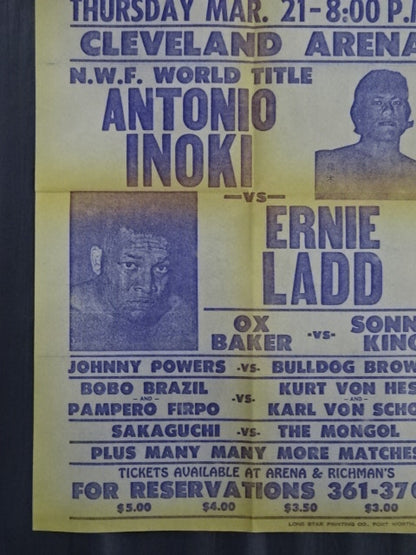 THURSDAY MAR. 21-8:00 P.
CLEVELAND ARENA
N.W.F. WORLD TITLE
ANTONIO
INOKI
-VS-
ERNIE
LADD
OX BAKER -VS- SONN KING
JOHNNY POWERS -VS- BULLDOG BROW
BOBO BRAZIL -AND- PAMPERO FIRPO -VS- KURT VON HES -AND- KARL VON SCHO
SAKAGUCHI -VS- THE MONGOL
PLUS MANY MANY MORE MATCHES
TICKETS AVAILABLE AT ARENA & RICHMAN'S
FOR RESERVATIONS 361-370
$5.00 $4.00 $3.50 $3.00
LONE STAR PRINTING CO., FORT WORTH,